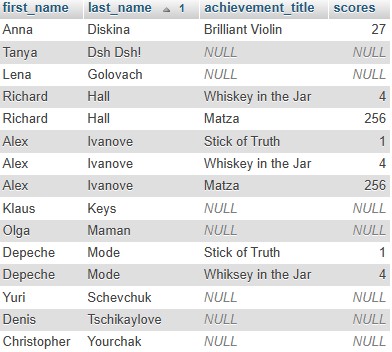 first_name last_name 1 achievement_title scores
Anna Diskina Brilliant Violin 27
Tanya Dsh Dsh! NULL NULL
Lena Golovach NULL NULL
Richard Hall Whiskey in the Jar 4
Richard Hall Matza 256
Alex Ivanove Stick of Truth 1
Alex Ivanove Whiskey in the Jar 4
Alex Ivanove Matza 256
Klaus Keys NULL NULL
Olga Maman NULL NULL
Depeche Mode Stick of Truth 1
Depeche Mode Whiksey in the Jar 4
Yuri Schevchuk NULL NULL
Denis Tschikaylove NULL NULL
Christopher Yourchak NULL NULL